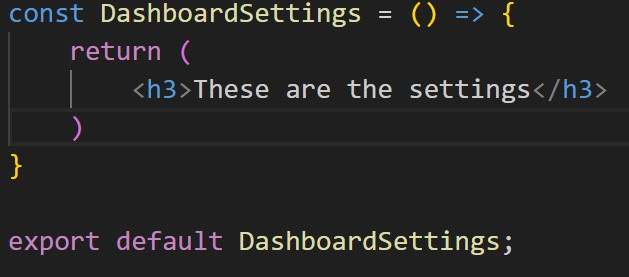 const DashboardSettings = () => {
    return (
        <h3>These are the settings</h3>
    )
}

export default DashboardSettings;